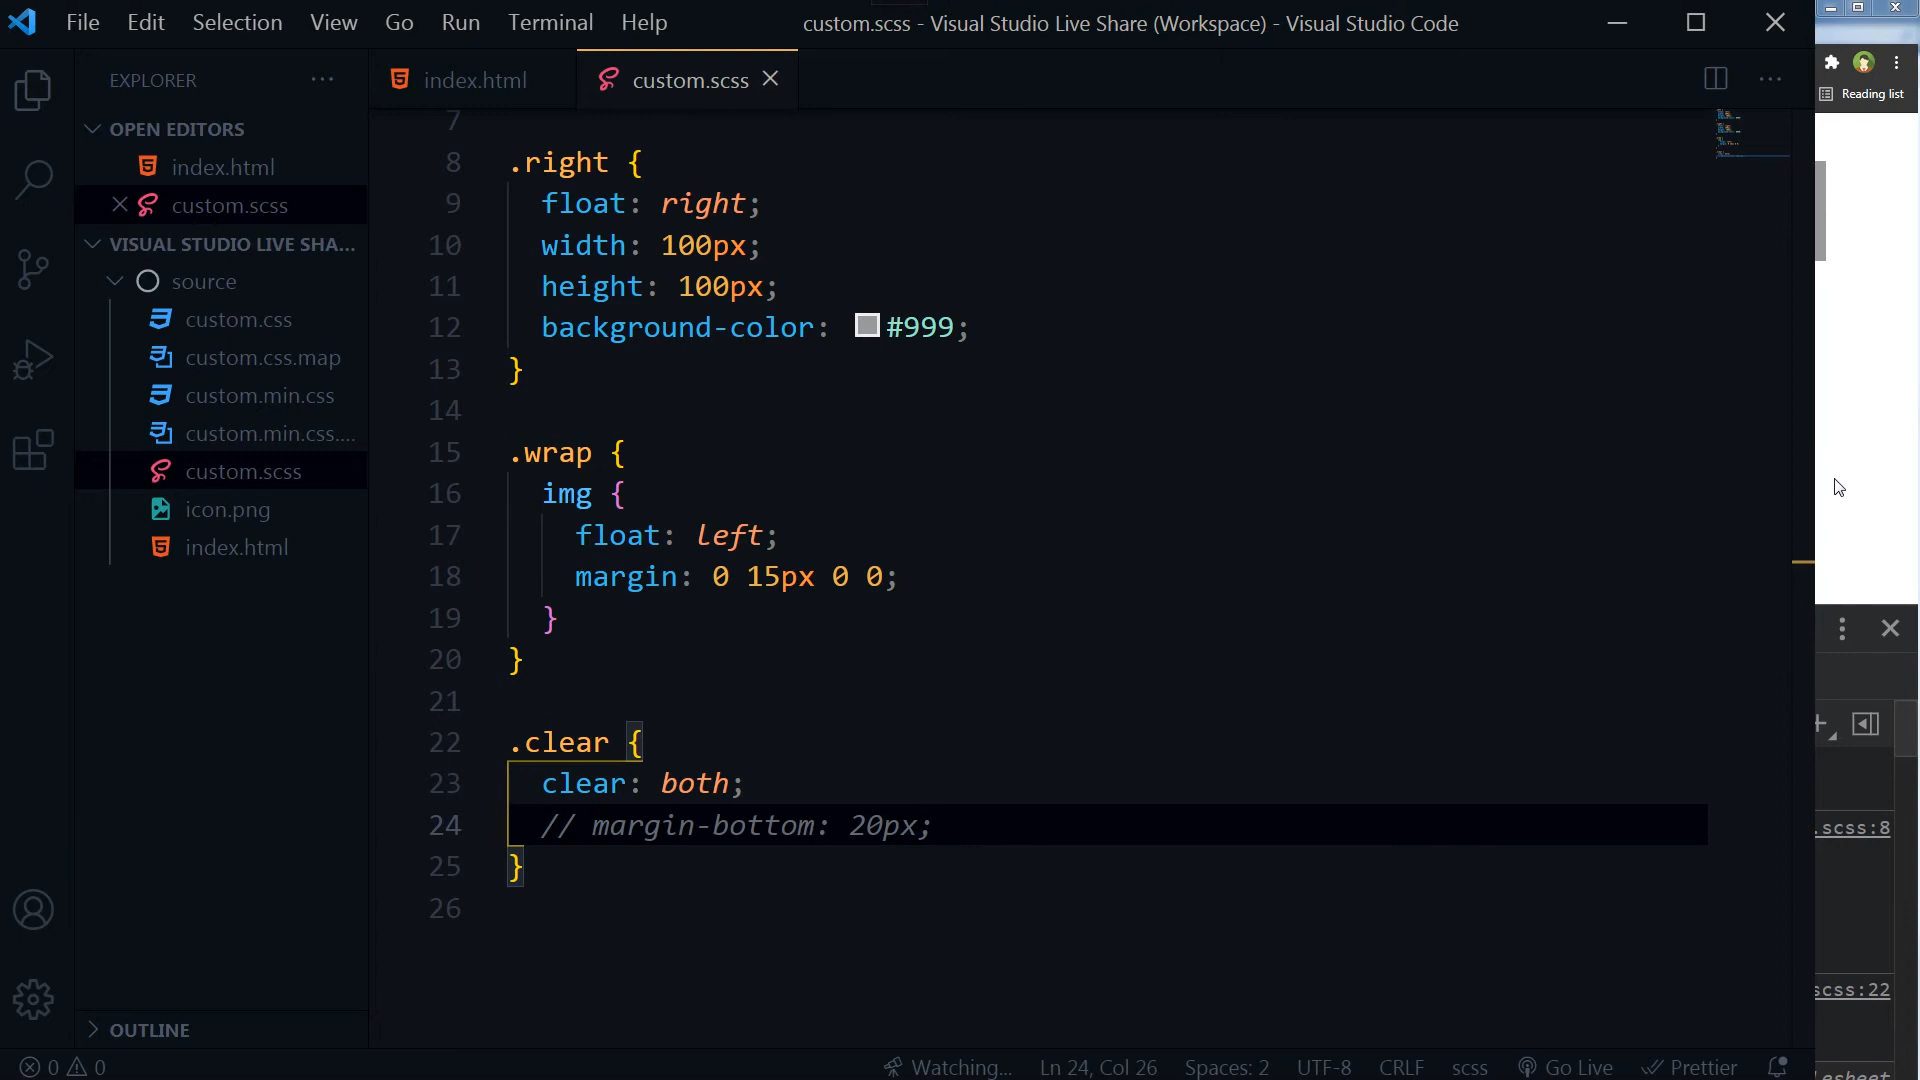 File Edit Selection View Go Run Terminal Help
custom.scss - Visual Studio Live Share (Workspace) - Visual Studio Code
EXPLORER ...
index.html
custom.scss
OPEN EDITORS
index.html
custom.scss
VISUAL STUDIO LIVE SHA...
source
custom.css
custom.css.map
custom.min.css
custom.min.css....
custom.scss
icon.png
index.html
OUTLINE
7
8 .right {
9 float: right;
10 width: 100px;
11 height: 100px;
12 background-color: #999;
13 }
14
15 .wrap {
16 img {
17 float: left;
18 margin: 0 15px 0 0;
19 }
20 }
21
22 .clear {
23 clear: both;
24 // margin-bottom: 20px;
25 }
26
Reading list
.scss:8
scss:22
0 0
Watching... Ln 24, Col 26 Spaces: 2 UTF-8 CRLF scss Go Live Prettier